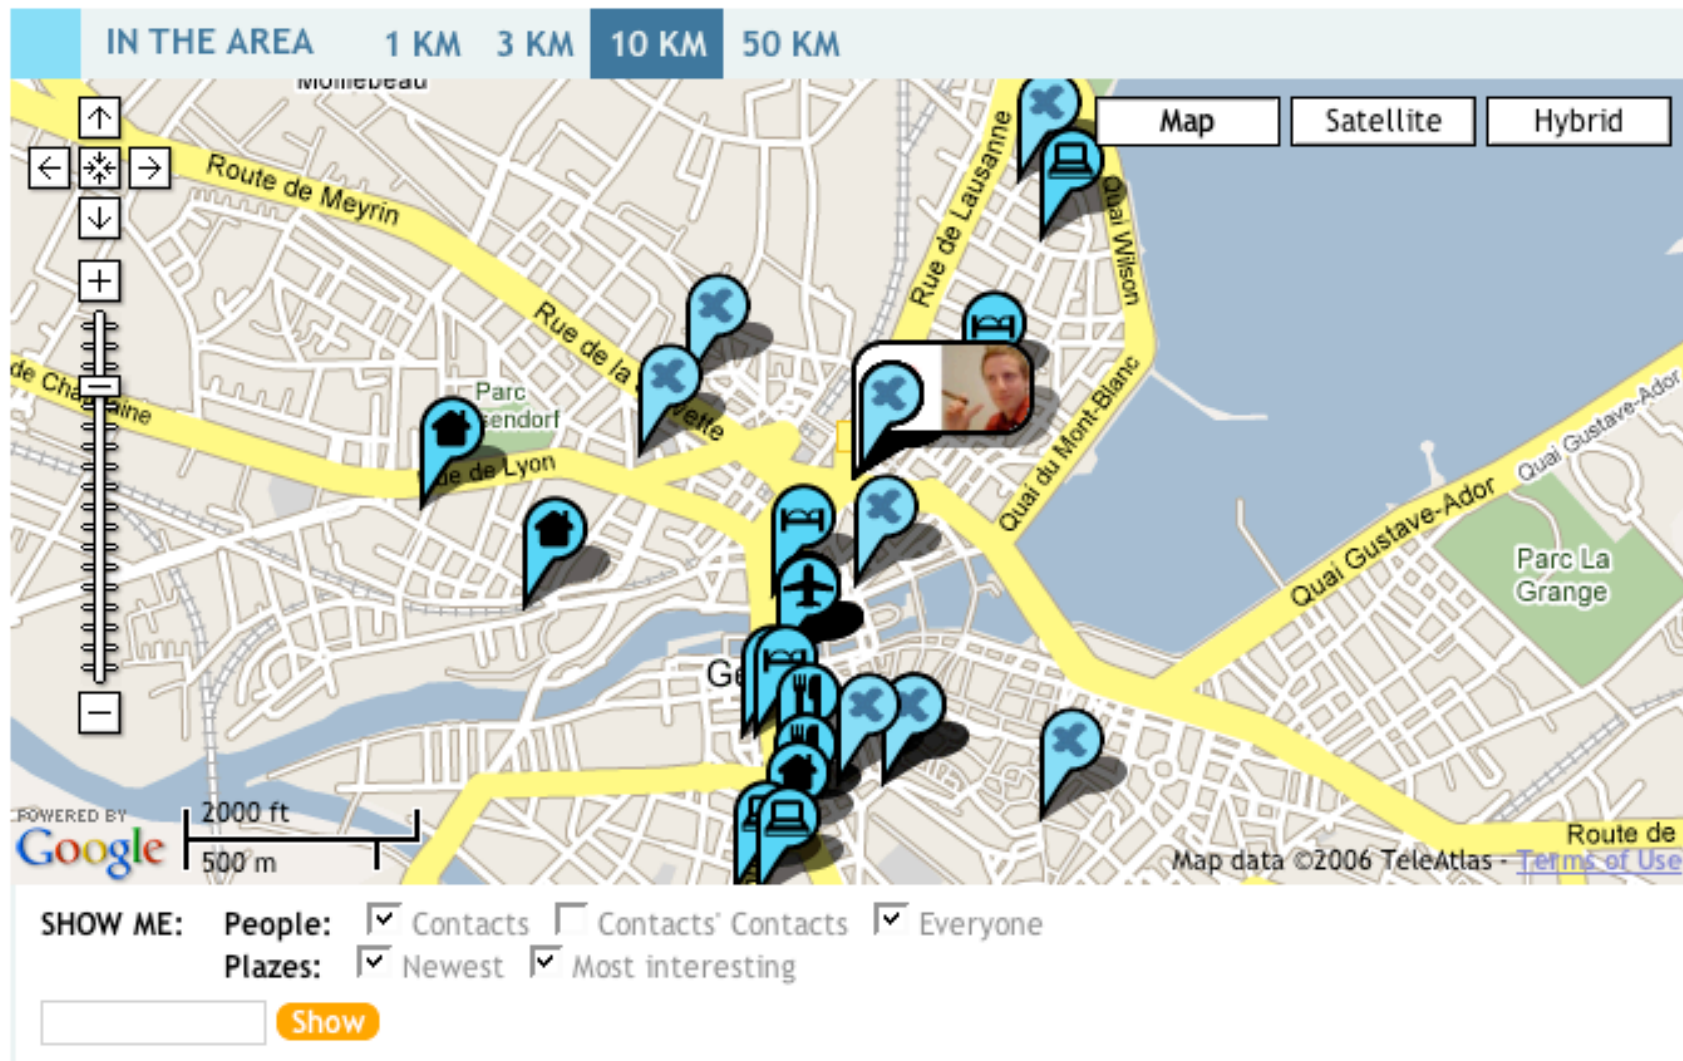 IN THE AREA 1 KM 3 KM 10 KM 50 KM
Map Satellite Hybrid
Route de Meyrin
Rue de Lausanne
Quai Wilson
Rue de la
Parc
sendorf
Rue de Lyon
Quai du Mont-Blanc
Quai Gustave-Ador
Quai Gustave-Ador
Parc La
Grange
POWERED BY
Google
2000 ft
500 m
Route de
Map data ©2006 TeleAtlas - Terms of Use
SHOW ME: People: Contacts Contacts' Contacts Everyone
Plazes: Newest Most interesting
Show